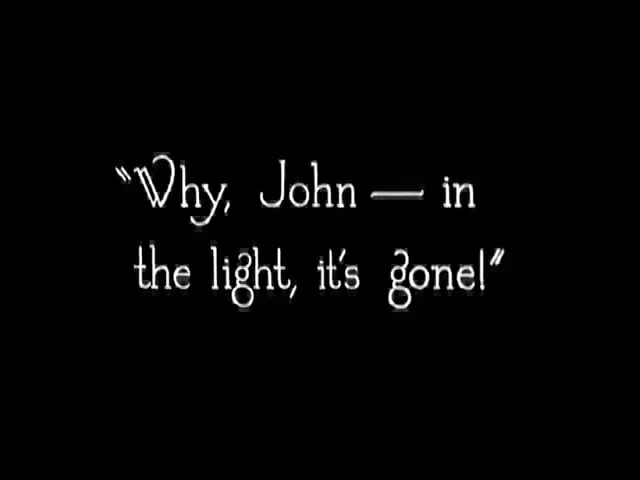 "Why, John — in
the light, it's gone!"